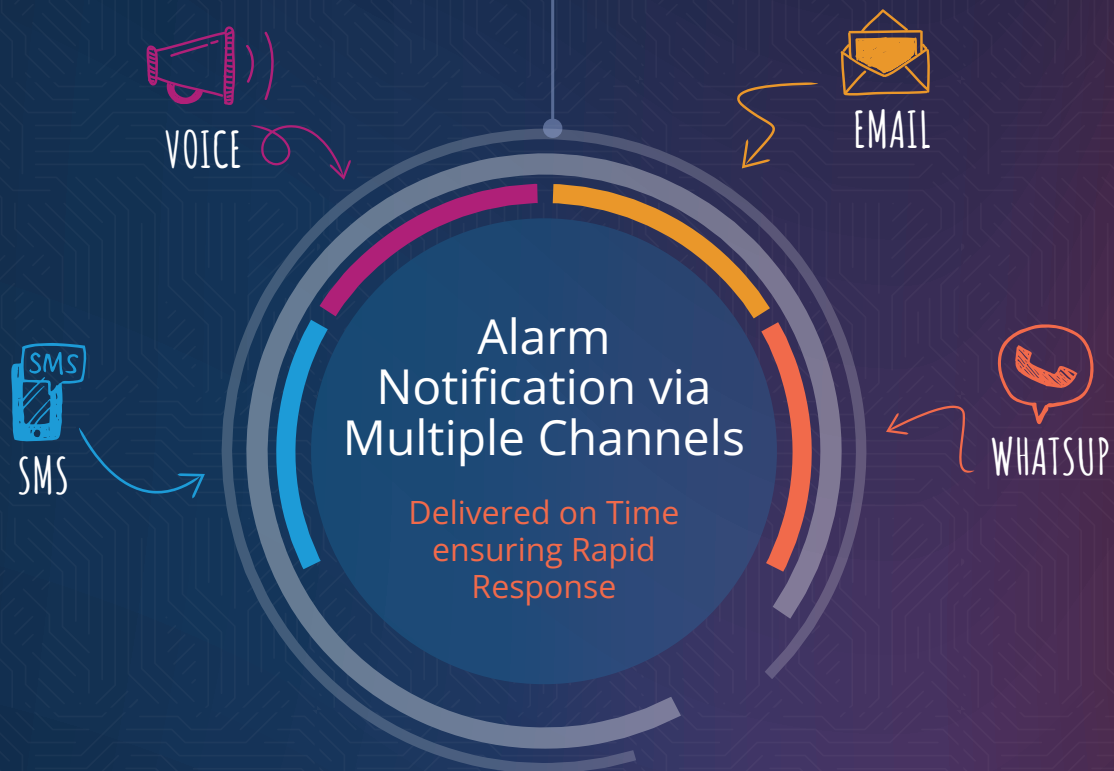 VOICE
EMAIL
SMS
SMS
WHATSUP
Alarm
Notification via
Multiple Channels
Delivered on Time
ensuring Rapid
Response